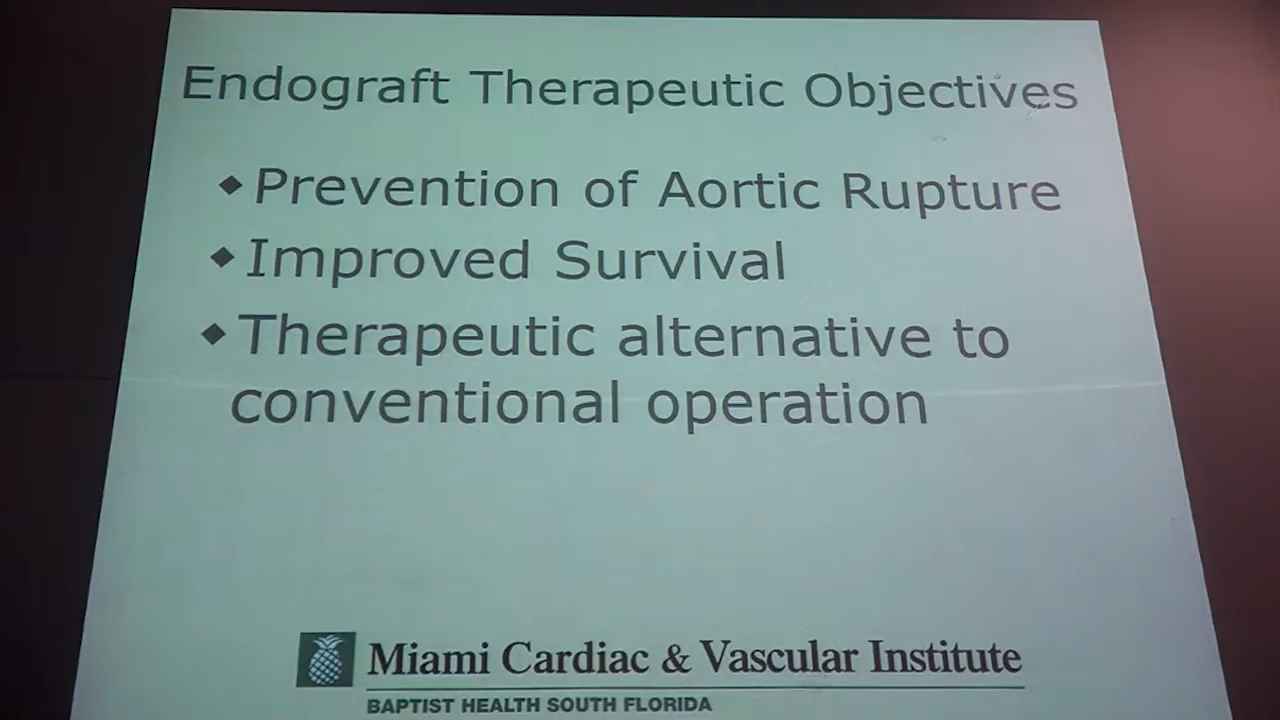 Endograft Therapeutic Objectives
◆ Prevention of Aortic Rupture
◆ Improved Survival
◆ Therapeutic alternative to
conventional operation
Miami Cardiac & Vascular Institute
BAPTIST HEALTH SOUTH FLORIDA